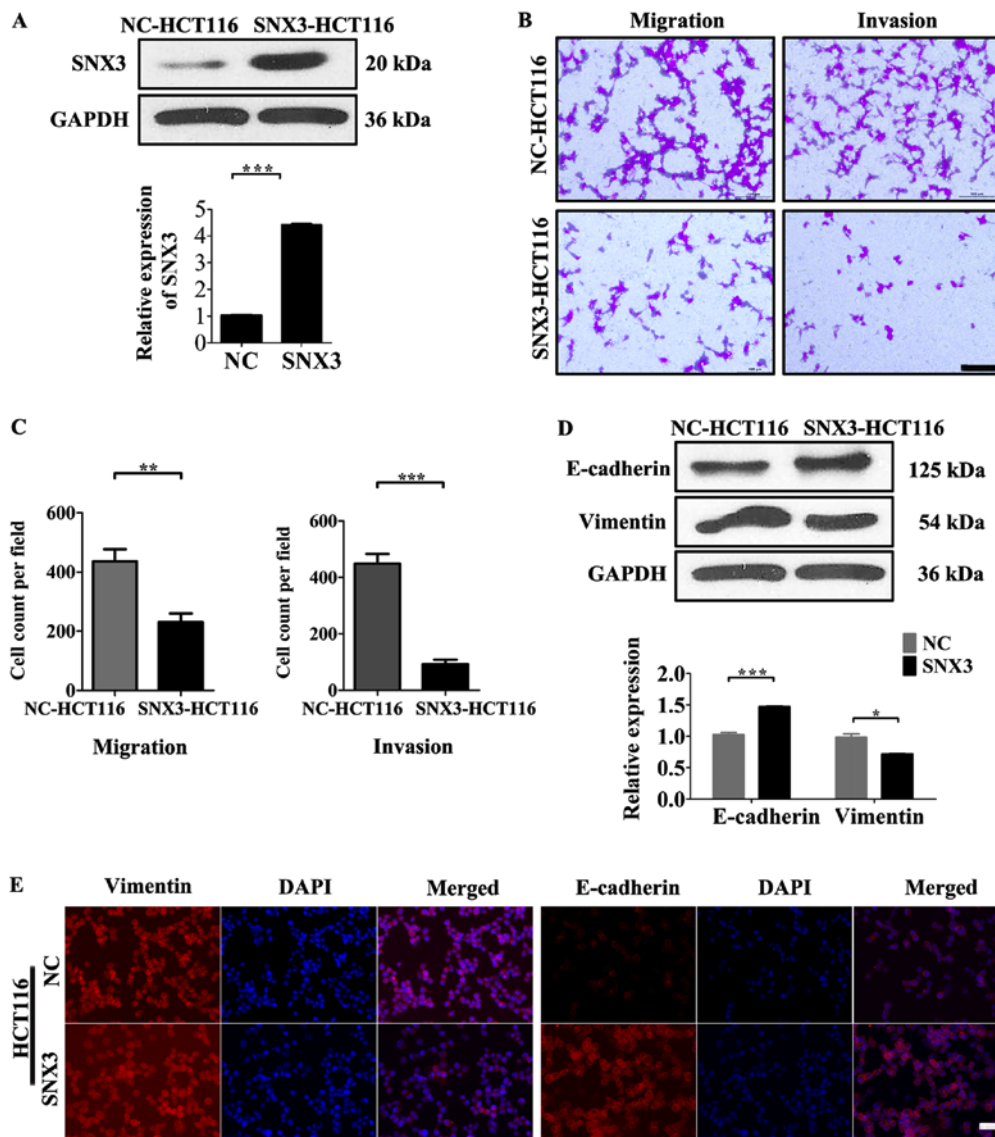 A
NC-HCT116 SNX3-HCT116
SNX3
20 kDa
GAPDH
36 kDa
***
Relative expression
of SNX3
5
4
3
2
1
0
NC SNX3
B
Migration Invasion
NC-HCT116
SNX3-HCT116
C
**
Cell count per field
600
400
200
0
NC-HCT116 SNX3-HCT116
Migration
***
Cell count per field
600
400
200
0
NC-HCT116 SNX3-HCT116
Invasion
D
NC-HCT116 SNX3-HCT116
E-cadherin
125 kDa
Vimentin
54 kDa
GAPDH
36 kDa
NC
SNX3
Relative expression
2.0
1.5
1.0
0.5
0.0
***
*
E-cadherin Vimentin
E
Vimentin DAPI Merged E-cadherin DAPI Merged
HCT116
NC
SNX3